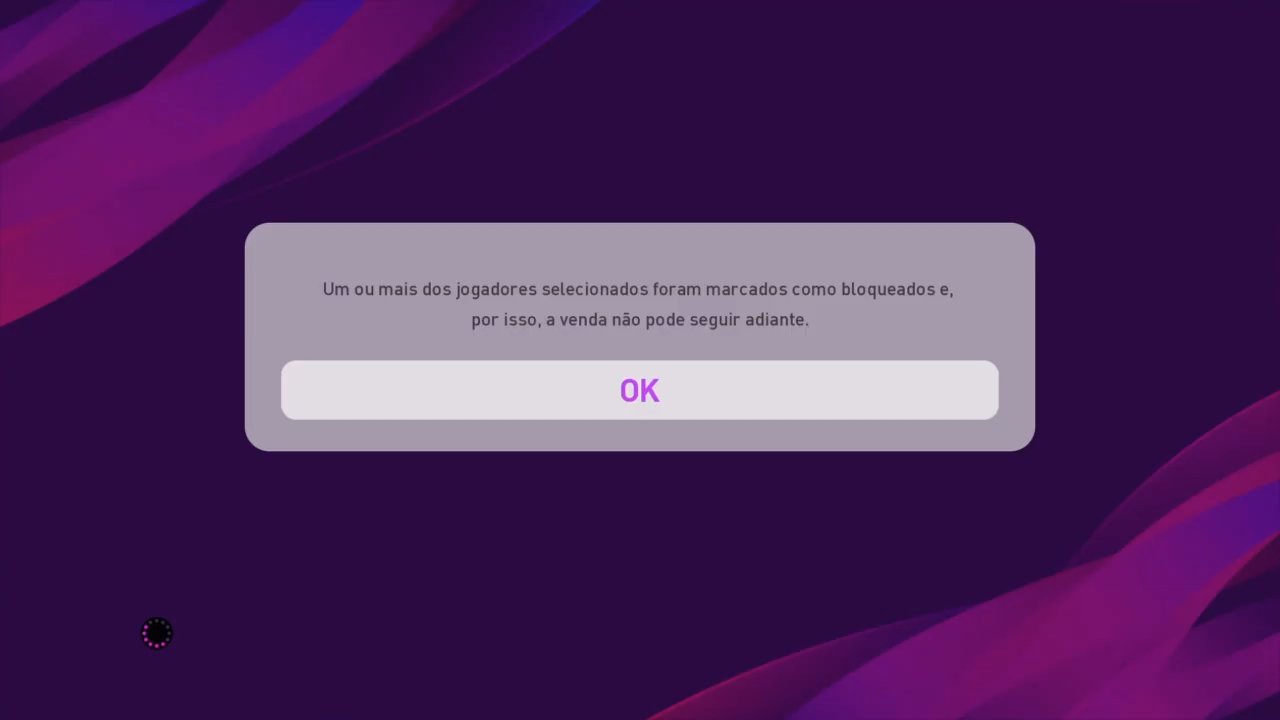 Um ou mais dos jogadores selecionados foram marcados como bloqueados e,
por isso, a venda não pode seguir adiante.
OK